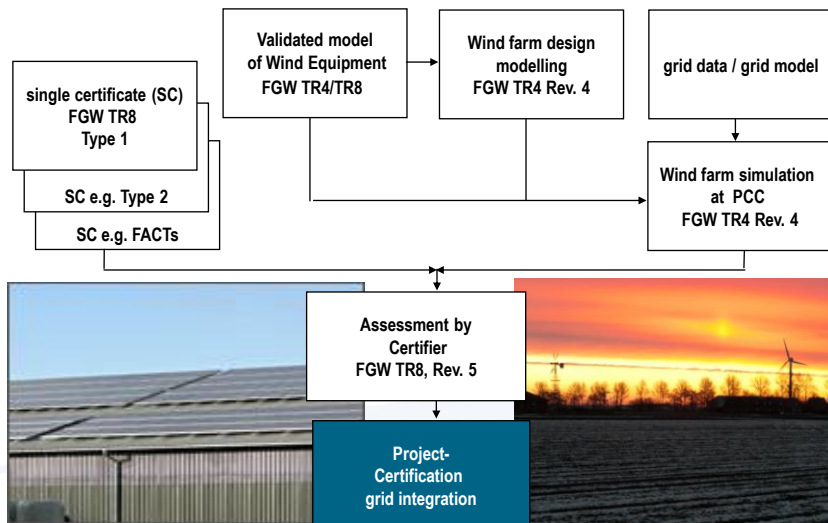 single certificate (SC)
FGW TR8
Type 1
SC e.g. Type 2
SC e.g. FACTs
Validated model
of Wind Equipment
FGW TR4/TR8
Wind farm design
modelling
FGW TR4 Rev. 4
grid data / grid model
Wind farm simulation
at PCC
FGW TR4 Rev. 4
Assessment by
Certifier
FGW TR8, Rev. 5
Project-
Certification
grid integration